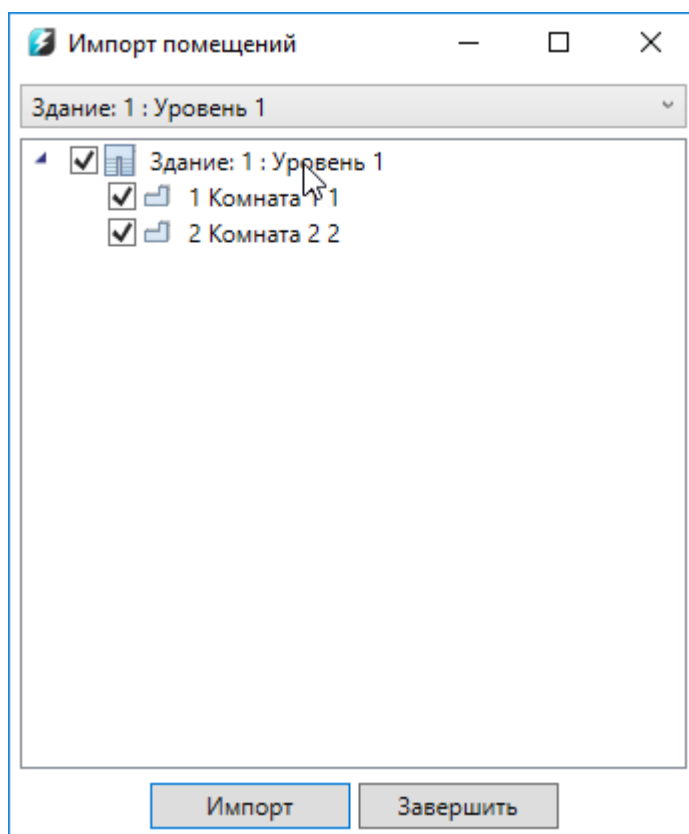 Импорт помещений
Здание: 1 : Уровень 1
Здание: 1 : Уровень 1
1 Комната 1 1
2 Комната 2 2
Импорт
Завершить